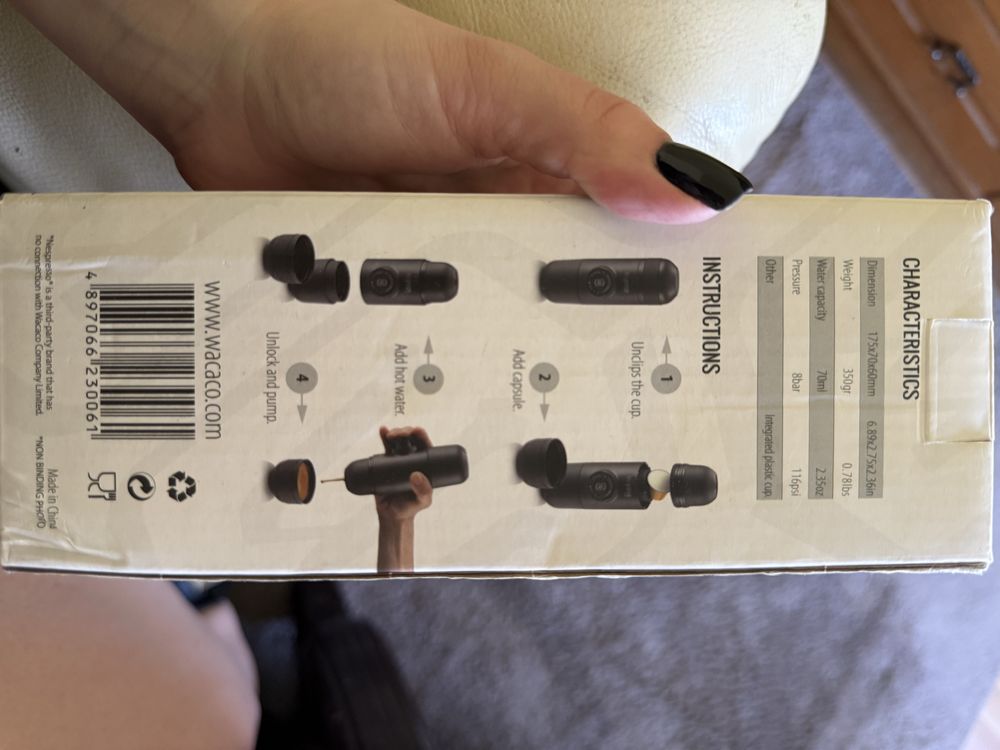 CHARACTERISTICS
Dimension 175x70x60mm 6.89x2.75x2.36in
Weight 350gr 0.78lbs
Water capacity 70ml 2.35oz
Pressure 8bar 116psi
Other Integrated plastic cup
INSTRUCTIONS
1
Unclips the cup.
2
Add capsule.
3
Add hot water.
4
Unlock and pump.
www.wacaco.com
4 897066 230061
*Nespresso® is a third-party brand that has
no connection with Wacaco Company Limited.
Made in China
*NON BINDING PHOTO